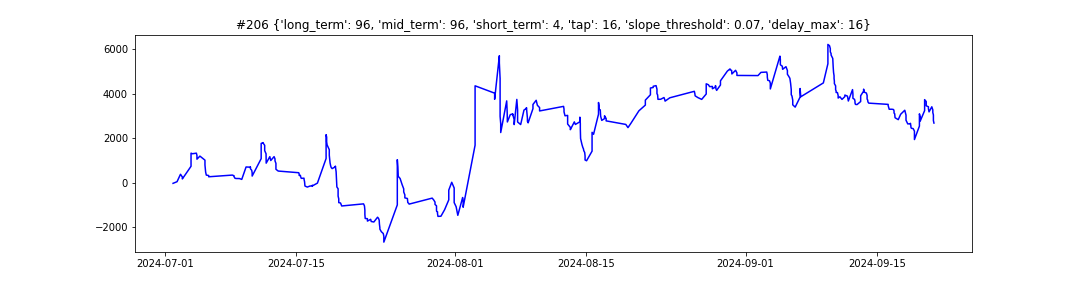 #206 {'long_term': 96, 'mid_term': 96, 'short_term': 4, 'tap': 16, 'slope_threshold': 0.07, 'delay_max': 16}
6000
4000
2000
0
−2000
2024-07-01 2024-07-15 2024-08-01 2024-08-15 2024-09-01 2024-09-15